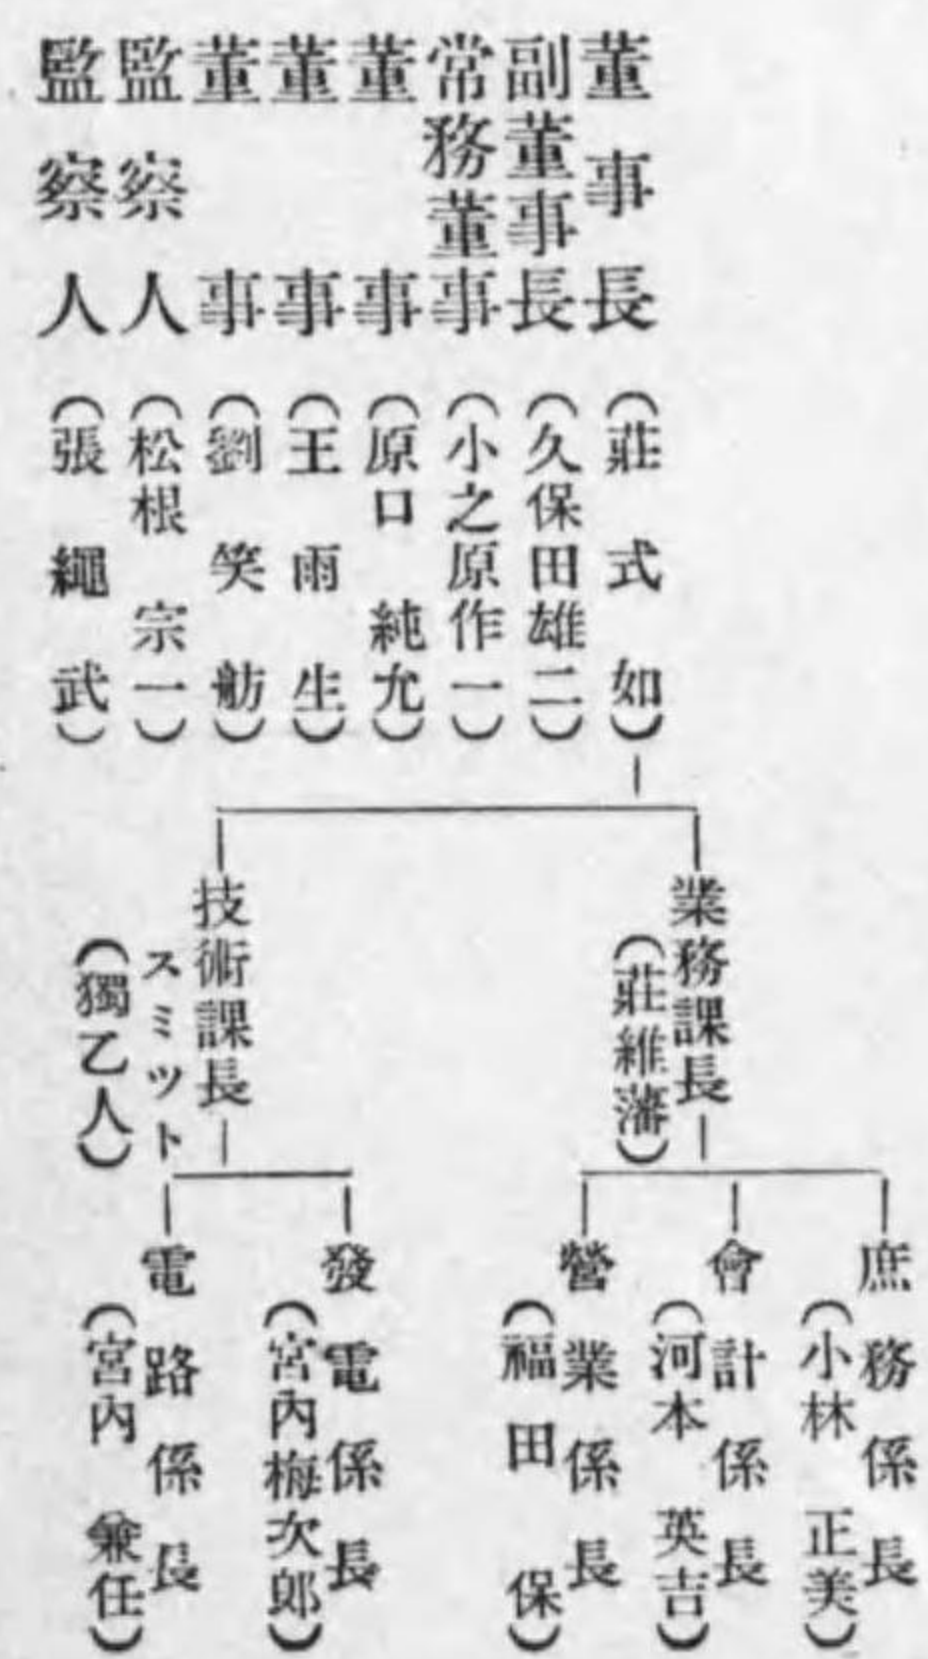 董事長（莊式如）
副董事長（久保田雄二）
常務董事（小之原作一）
董事（原口純允）
董事（王雨生）
董事（劉笑舫）
監察人（松根宗一）
監察人（張繩武）
業務課長
（莊維藩）
技術課長
スミツト
（獨乙人）
庶務係長
（小林正美）
會計係長
（河本英吉）
營業係長
（福田保）
發電係長
（宮內梅次郎）
電路係長
（宮內兼任）